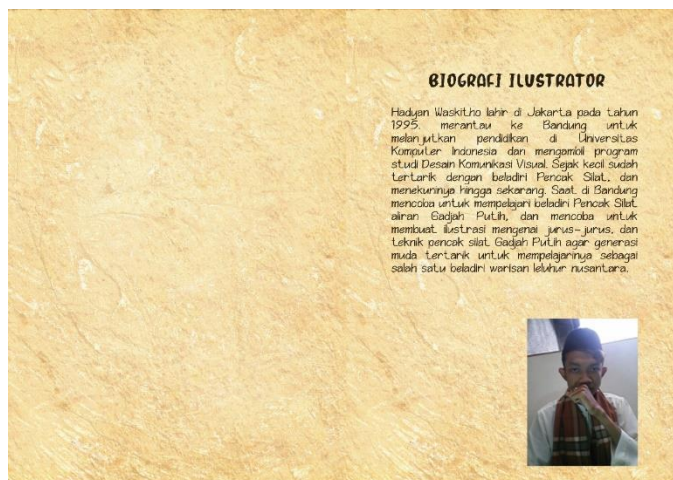 BIOGRAFI ILUSTRATOR
Hadyan Waskitho lahir di Jakarta pada tahun
1995, merantau ke Bandung untuk
melanjutkan pendidikan di Universitas
Komputer Indonesia dan mengambil program
studi Desain Komunikasi Visual. Sejak kecil sudah
tertarik dengan beladiri Pencak Silat, dan
menekuninya hingga sekarang. Saat di Bandung
mencoba untuk mempelajari beladiri Pencak Silat
aliran Gadjah Putih, dan mencoba untuk
membuat ilustrasi mengenai jurus-jurus, dan
teknik pencak silat Gadjah Putih agar generasi
muda tertarik untuk mempelajarinya sebagai
salah satu beladiri warisan leluhur nusantara.